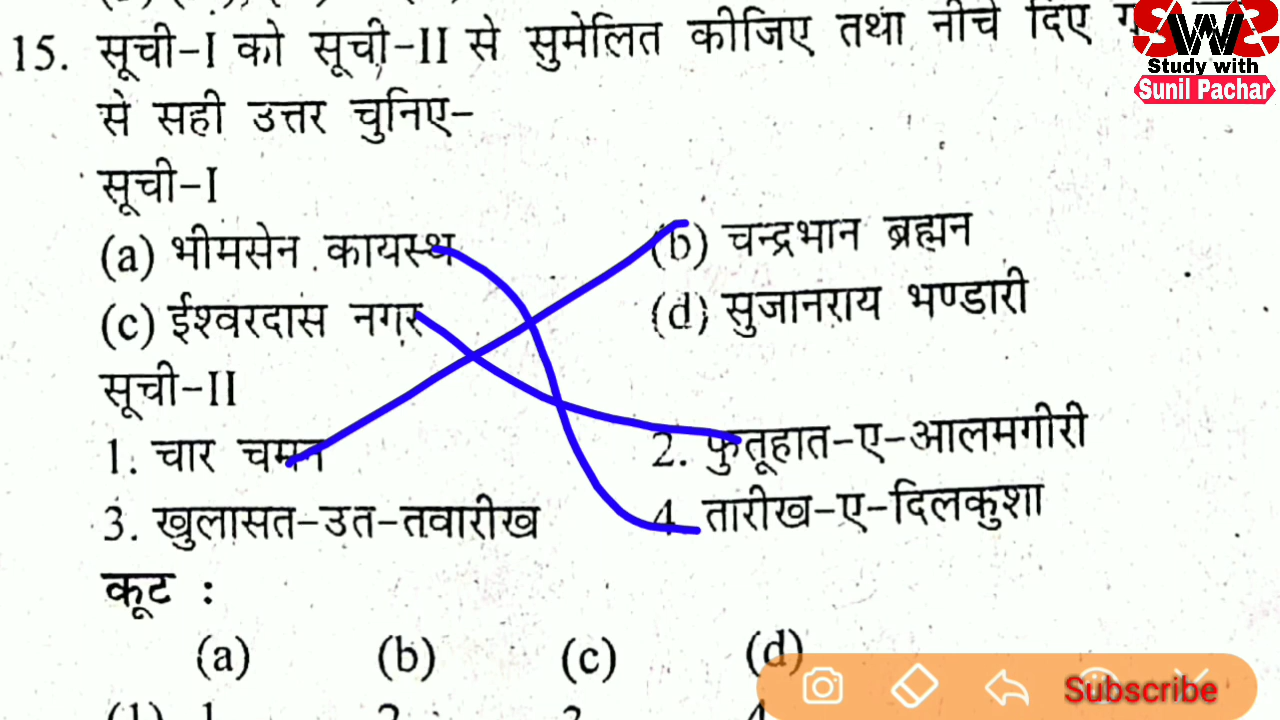 15. सूची-I को सूची-II से सुमेलित कीजिए तथा नीचे दिए
से सही उत्तर चुनिए-
सूची-I
(a) भीमसेन कायस्थ (b) चन्द्रभान ब्रह्मन
(c) ईश्वरदास नगर (d) सुजानराय भण्डारी
सूची-II
1. चार चमन 2. फुतूहात-ए-आलमगीरी
3. खुलासत-उत-तवारीख 4. तारीख-ए-दिलकुशा
कूट :
(a) (b) (c) (d)
Study with
Sunil Pachar
Subscribe